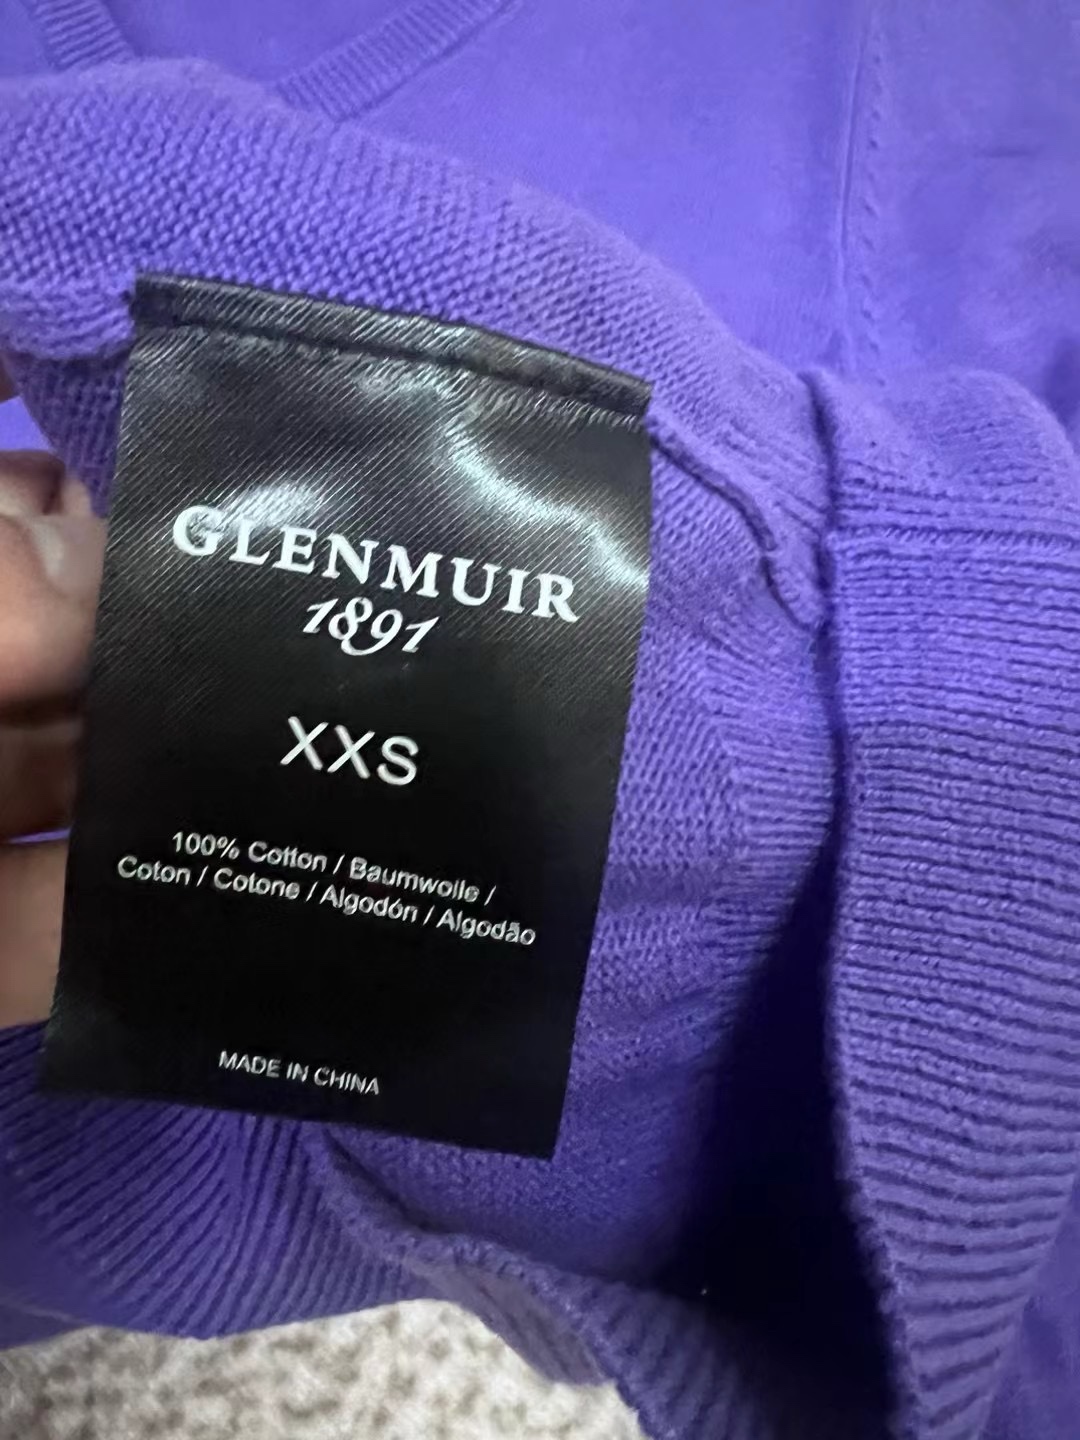 GLENMUIR
1891
XXS
100% Cotton / Baumwolle /
Coton / Cotone / Algodón / Algodão
MADE IN CHINA